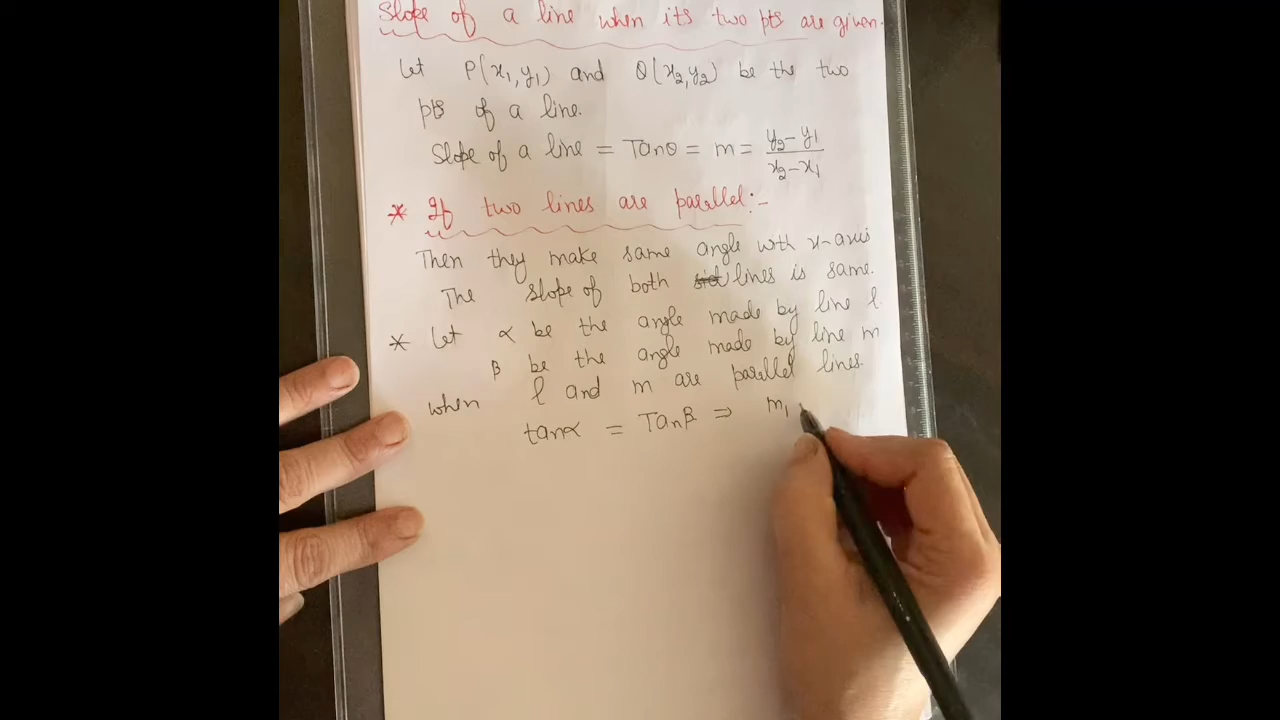 Slope of a line when its two pts are given.
Let P(x₁,y₁) and Q(x₂,y₂) be the two
pts of a line.
Slope of a line = Tanθ = m = (y₂-y₁)/(x₂-x₁)
* If two lines are parellel:-
Then they make same angle with x-axis
The slope of both lines is same.
* Let α be the angle made by line l.
β be the angle made by line m
when l and m are parellel lines.
tanα = Tanβ ⇒ m₁